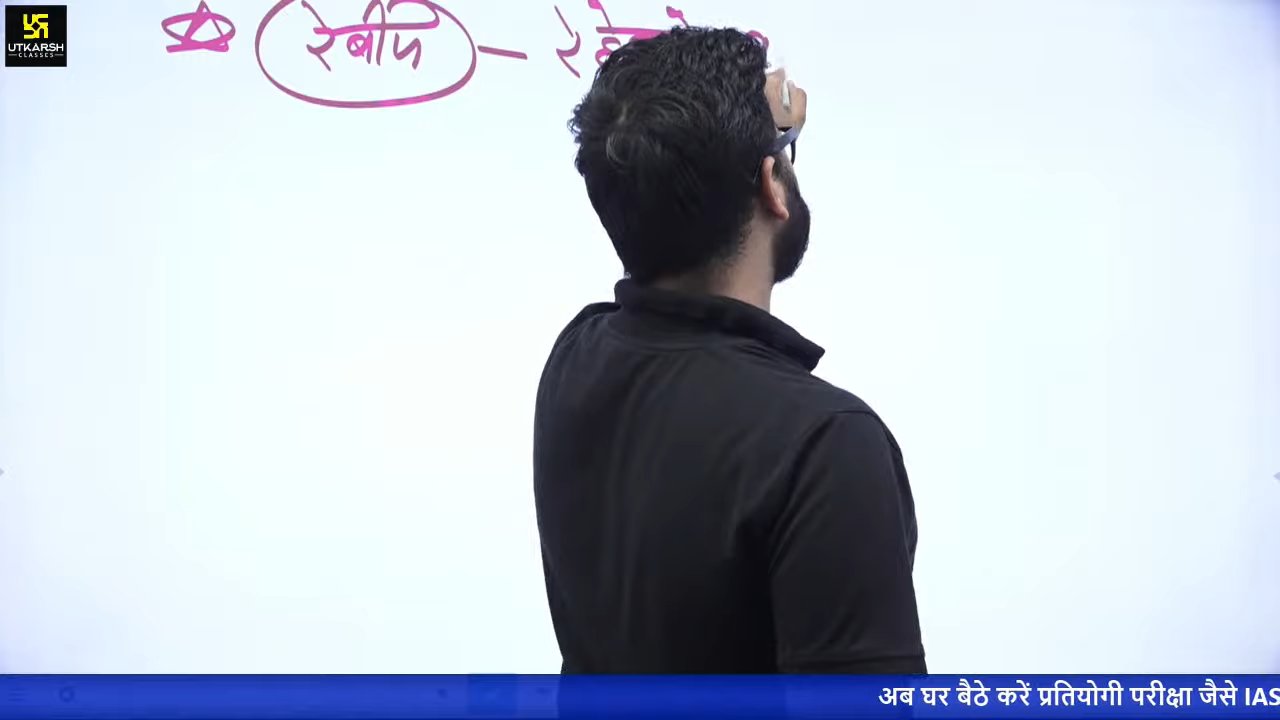 UTKARSH
CLASSES
रेबीज -
अब घर बैठे करें प्रतियोगी परीक्षा जैसे IAS